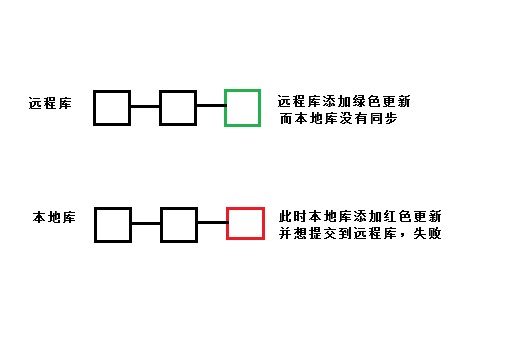 远程库
远程库添加绿色更新
而本地库没有同步
本地库
此时本地库添加红色更新
并想提交到远程库，失败